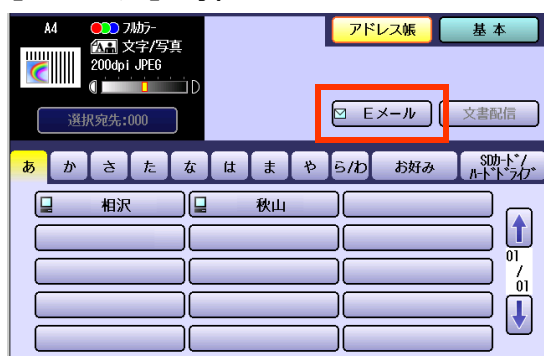 A4 フルカラー
文字/写真
200dpi JPEG
D
選択宛先:000
アドレス帳 基本
Eメール 文書配信
あ か さ た な は ま や ら/わ お好み SDカード/
ハードドライブ
相沢 秋山
01
/
01